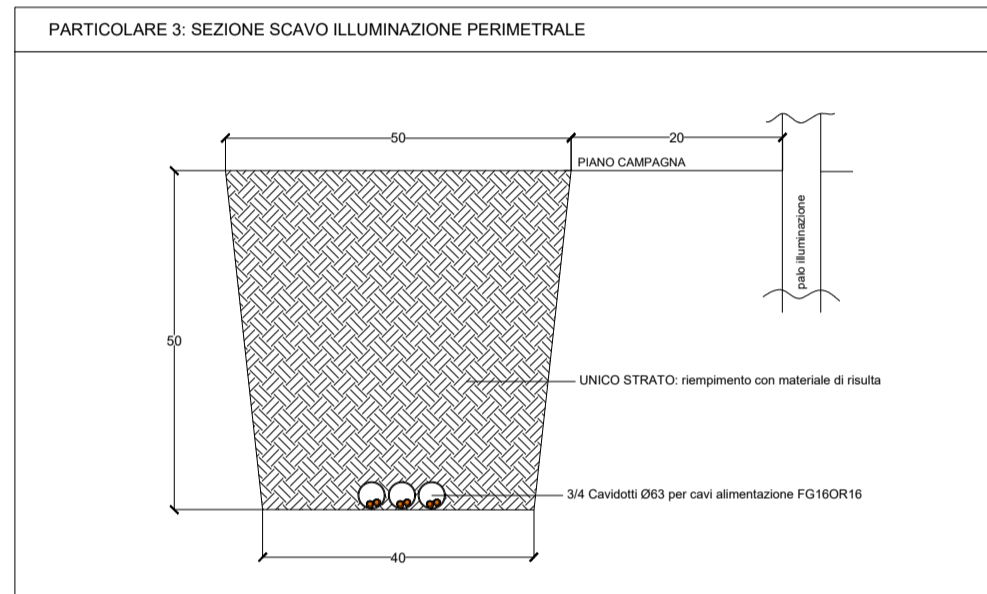 PARTICOLARE 3: SEZIONE SCAVO ILLUMINAZIONE PERIMETRALE
50
20
PIANO CAMPAGNA
palo illuminazione
50
UNICO STRATO: riempimento con materiale di risulta
3/4 Cavidotti Ø63 per cavi alimentazione FG16OR16
40